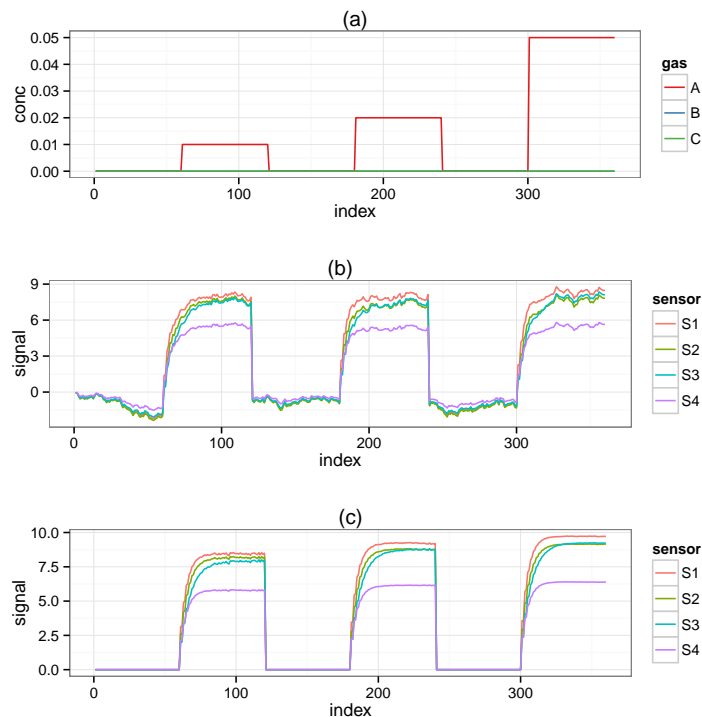 (a)
0.05
0.04
0.03
0.02
0.01
0.00
conc
0
100
200
300
index
gas
A
B
C
(b)
9
6
3
0
signal
0
100
200
300
index
sensor
S1
S2
S3
S4
(c)
10.0
7.5
5.0
2.5
0.0
signal
0
100
200
300
index
sensor
S1
S2
S3
S4